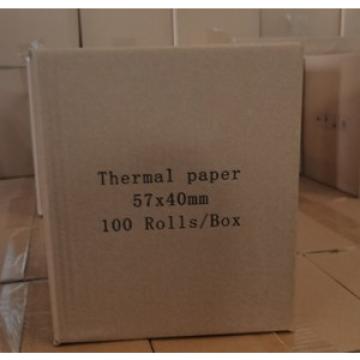 Thermal paper
57x40mm
100 Rolls/Box